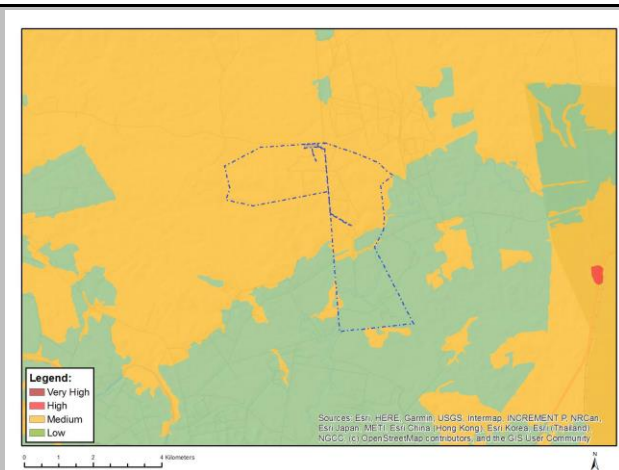 Legend:
Very High
High
Medium
Low
Sources: Esri, HERE, Garmin, USGS, Intermap, INCREMENT P, NRCan,
Esri Japan, METI, Esri China (Hong Kong), Esri Korea, Esri (Thailand),
NGCC, (c) OpenStreetMap contributors, and the GIS User Community
0 1 2 4 Kilometers
N